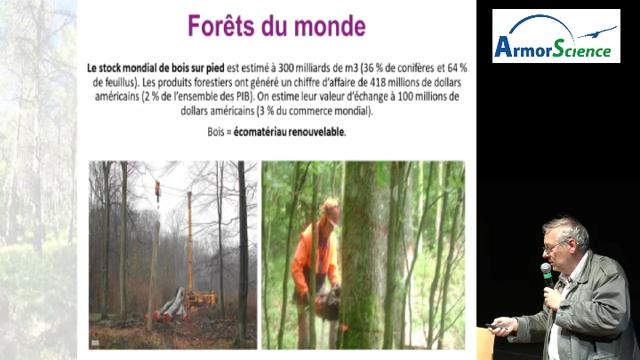 Forêts du monde
Le stock mondial de bois sur pied est estimé à 300 milliards de m3 (36 % de conifères et 64 %
de feuillus). Les produits forestiers ont généré un chiffre d'affaire de 418 millions de dollars
américains (2 % de l'ensemble des PIB). On estime leur valeur d'échange à 100 millions de
dollars américains (3 % du commerce mondial).
Bois = écomatériau renouvelable.
ArmorScience